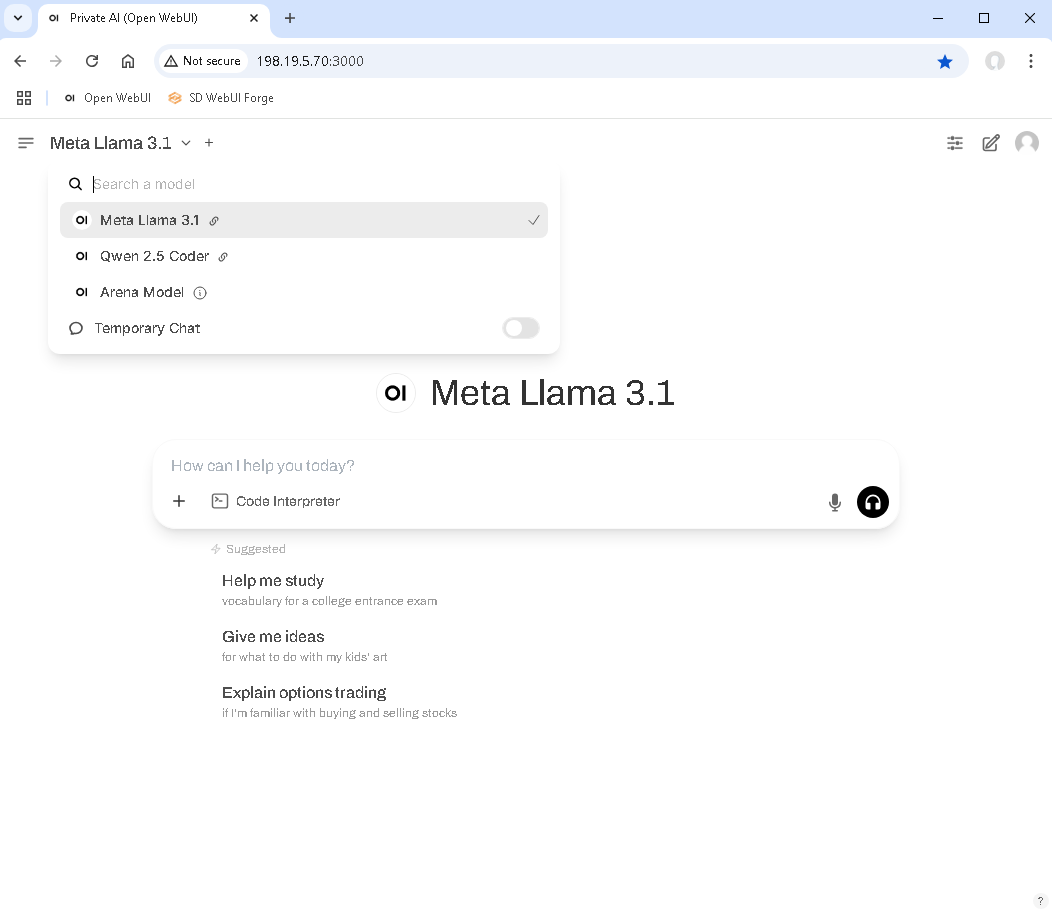 OI Private AI (Open WebUI)
Not secure 198.19.5.70:3000
OI Open WebUI SD WebUI Forge
Meta Llama 3.1
Search a model
OI Meta Llama 3.1
OI Qwen 2.5 Coder
OI Arena Model
Temporary Chat
OI Meta Llama 3.1
How can I help you today?
Code Interpreter
Suggested
Help me study
vocabulary for a college entrance exam
Give me ideas
for what to do with my kids' art
Explain options trading
if I'm familiar with buying and selling stocks
?